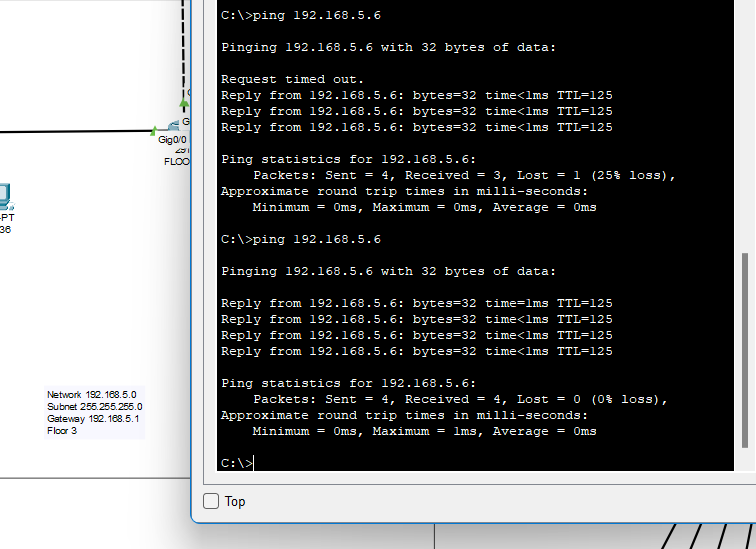 C:\>ping 192.168.5.6
Pinging 192.168.5.6 with 32 bytes of data:
Request timed out.
Reply from 192.168.5.6: bytes=32 time<1ms TTL=125
Reply from 192.168.5.6: bytes=32 time<1ms TTL=125
Reply from 192.168.5.6: bytes=32 time<1ms TTL=125
Ping statistics for 192.168.5.6:
Packets: Sent = 4, Received = 3, Lost = 1 (25% loss),
Approximate round trip times in milli-seconds:
Minimum = 0ms, Maximum = 0ms, Average = 0ms
C:\>ping 192.168.5.6
Pinging 192.168.5.6 with 32 bytes of data:
Reply from 192.168.5.6: bytes=32 time=1ms TTL=125
Reply from 192.168.5.6: bytes=32 time<1ms TTL=125
Reply from 192.168.5.6: bytes=32 time<1ms TTL=125
Reply from 192.168.5.6: bytes=32 time<1ms TTL=125
Ping statistics for 192.168.5.6:
Packets: Sent = 4, Received = 4, Lost = 0 (0% loss),
Approximate round trip times in milli-seconds:
Minimum = 0ms, Maximum = 1ms, Average = 0ms
C:\>
Top
G
Gig0/0
FLOO
-PT
36
Network 192.168.5.0
Subnet 255.255.255.0
Gateway 192.168.5.1
Floor 3